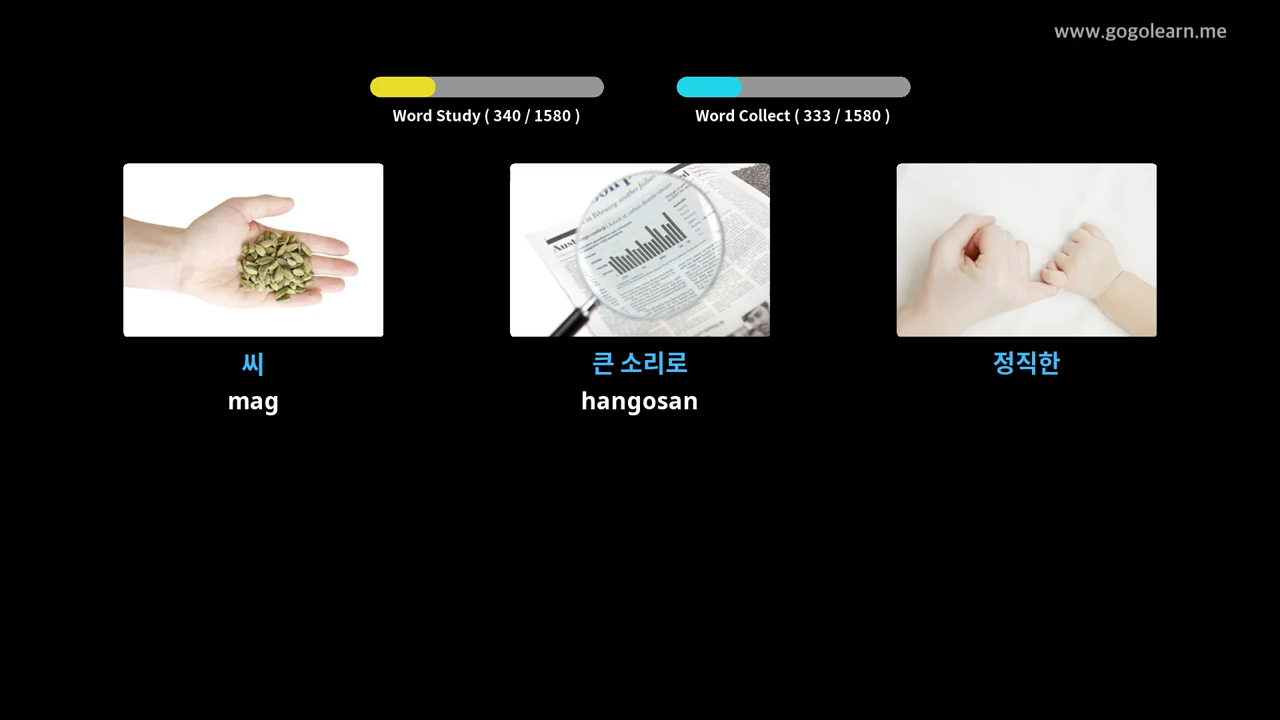 www.gogolearn.me
Word Study ( 340 / 1580 )
Word Collect ( 333 / 1580 )
씨
mag
큰 소리로
hangosan
정직한